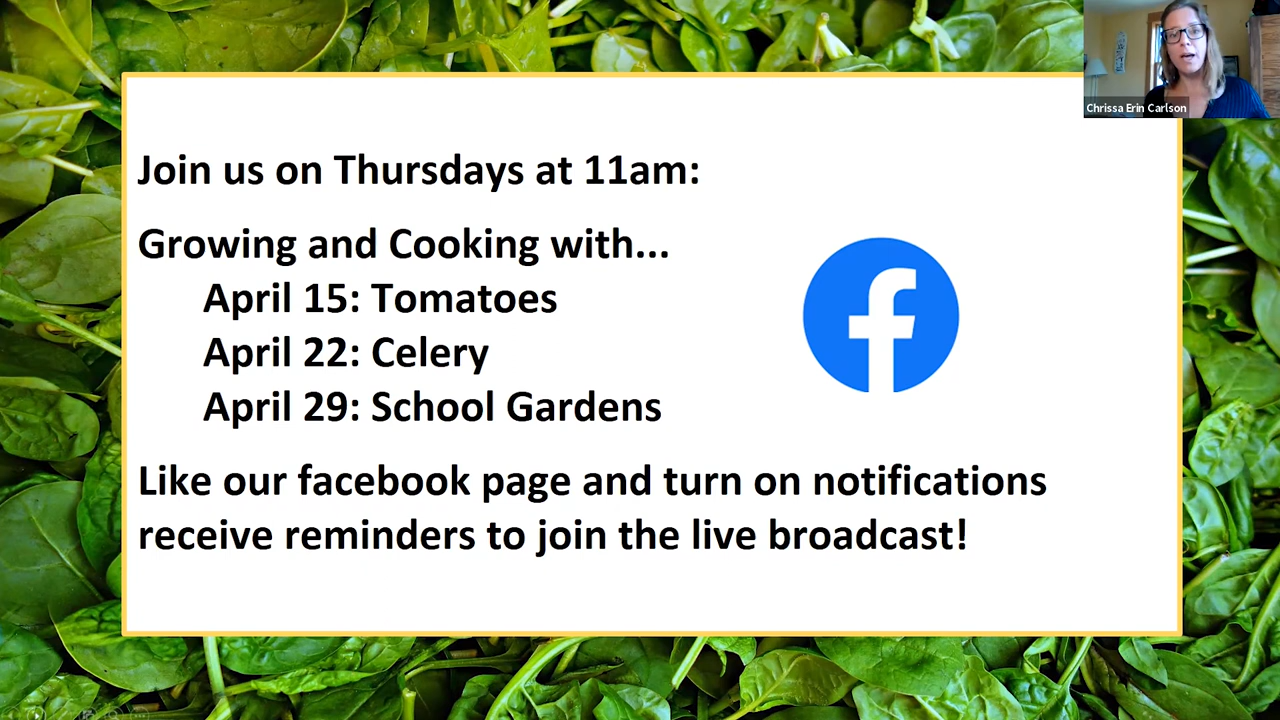 Chrissa Erin Carlson
Join us on Thursdays at 11am:
Growing and Cooking with...
April 15: Tomatoes
April 22: Celery
April 29: School Gardens
Like our facebook page and turn on notifications
receive reminders to join the live broadcast!